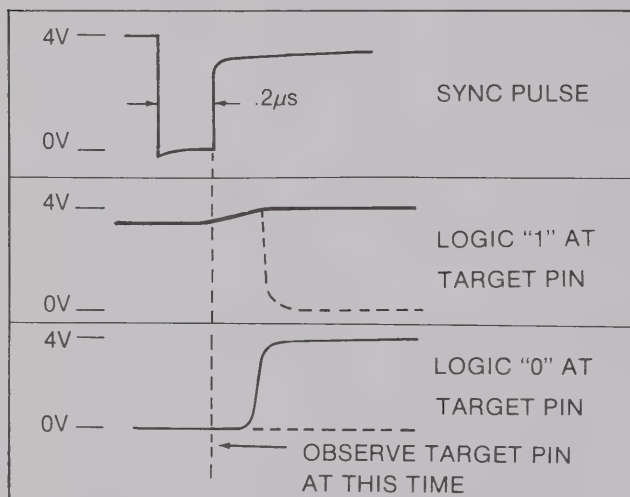 4V
.2µs
SYNC PULSE
0V
4V
LOGIC "1" AT
TARGET PIN
0V
4V
LOGIC "0" AT
TARGET PIN
0V
OBSERVE TARGET PIN
AT THIS TIME